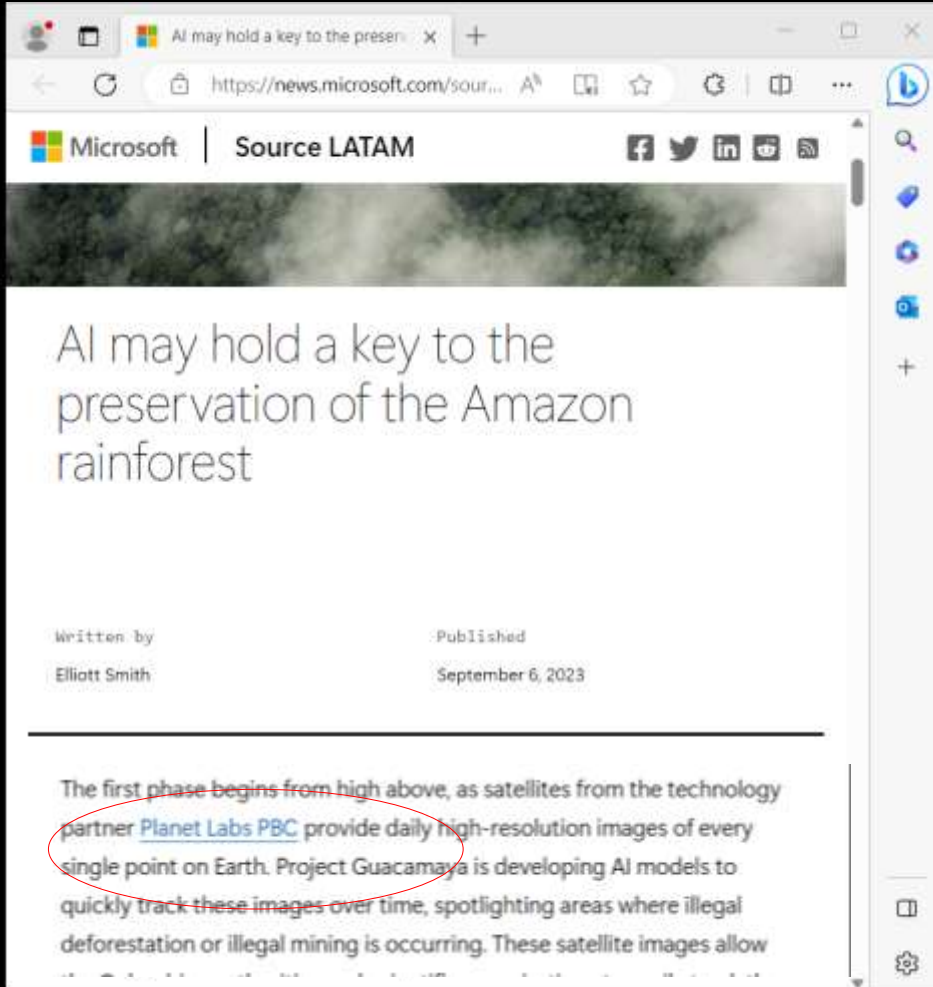 AI may hold a key to the presen
https://news.microsoft.com/sour...
Microsoft | Source LATAM
AI may hold a key to the
preservation of the Amazon
rainforest
Written by
Published
Elliott Smith
September 6, 2023
The first phase begins from high above, as satellites from the technology
partner Planet Labs PBC provide daily high-resolution images of every
single point on Earth. Project Guacamaya is developing AI models to
quickly track these images over time, spotlighting areas where illegal
deforestation or illegal mining is occurring. These satellite images allow